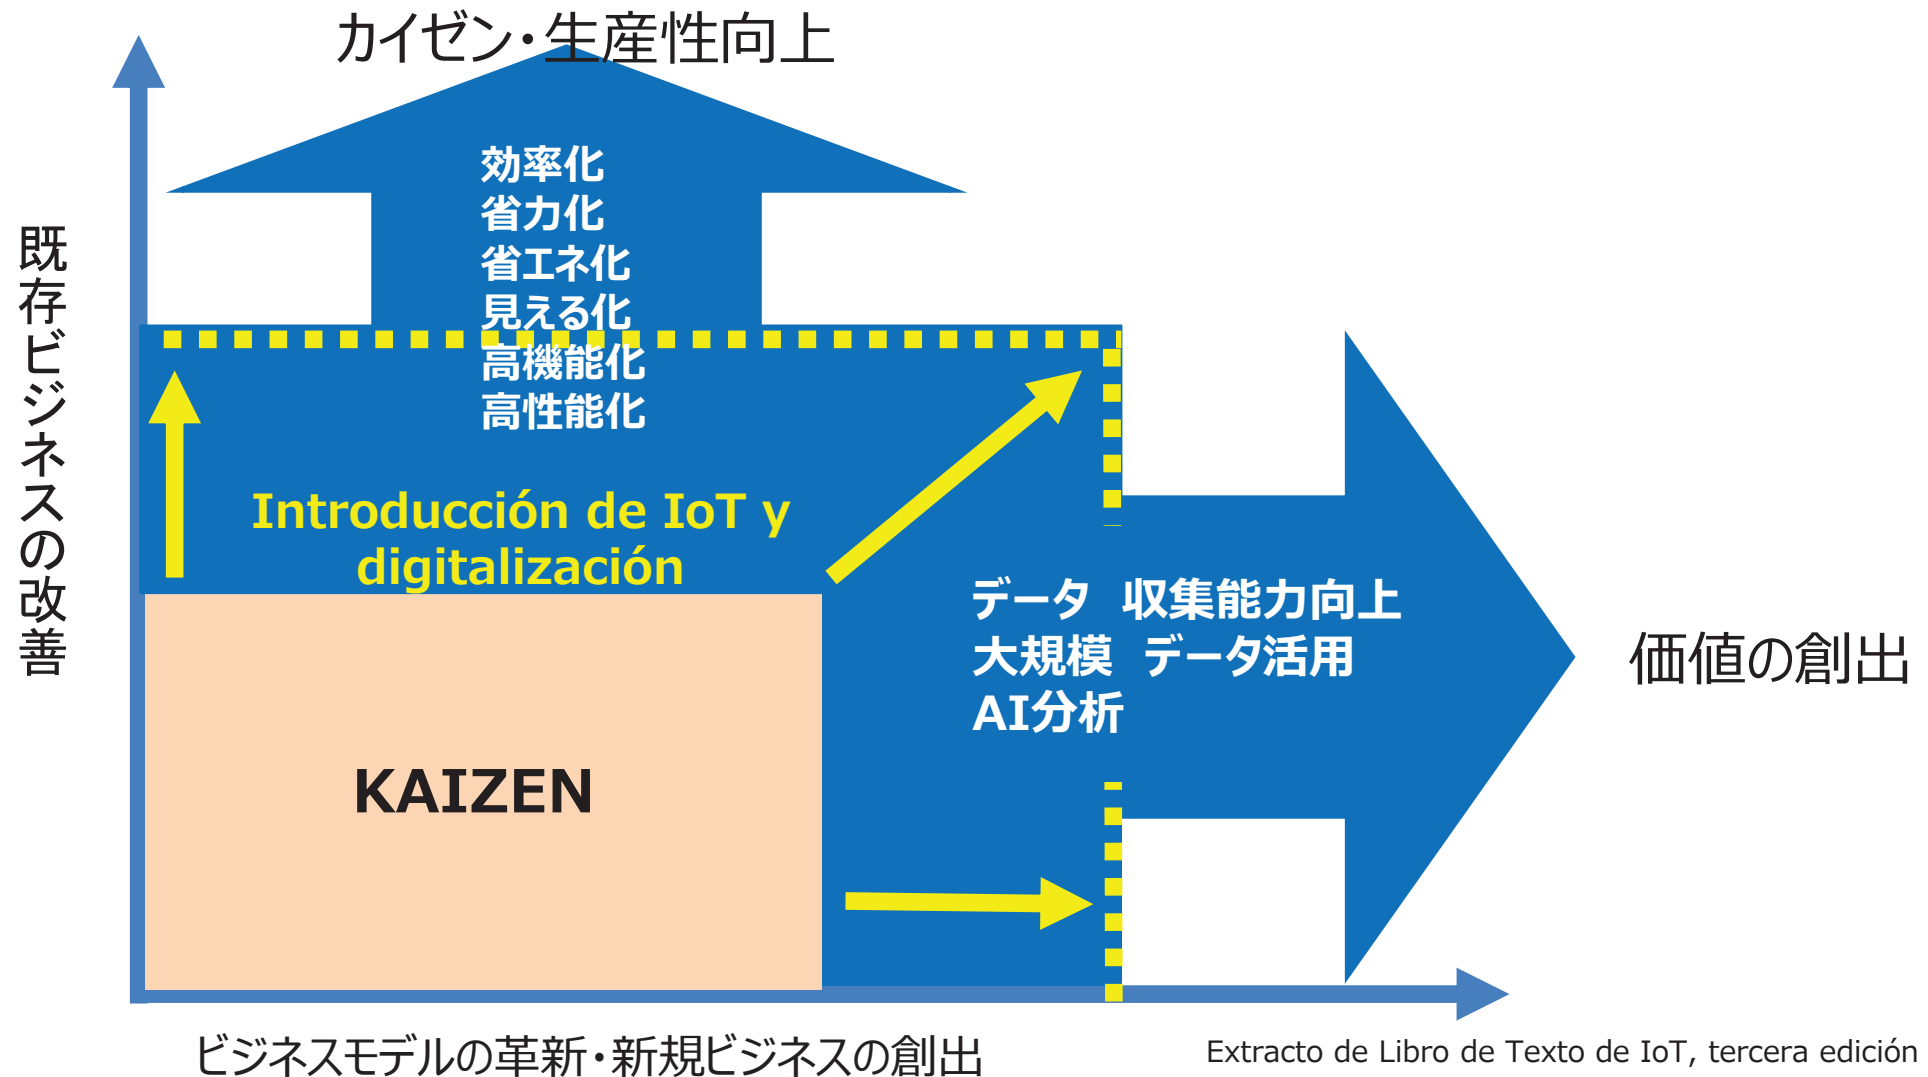 カイゼン・生産性向上
効率化
省力化
省エネ化
見える化
高機能化
高性能化
既存ビジネスの改善
Introducción de IoT y
digitalización
データ　収集能力向上
大規模　データ活用
AI分析
価値の創出
KAIZEN
ビジネスモデルの革新・新規ビジネスの創出
Extracto de Libro de Texto de IoT, tercera edición